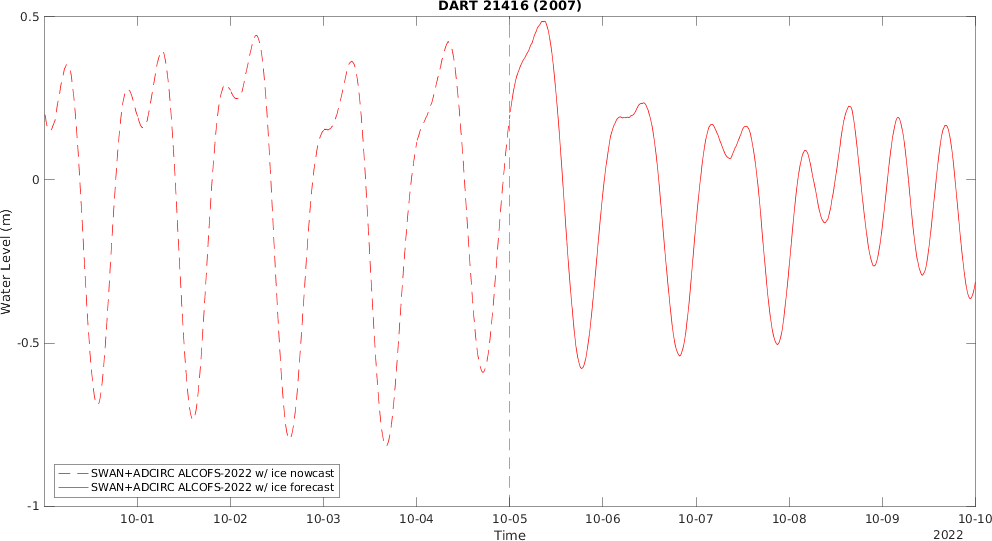 DART 21416 (2007)
0.5
0
-0.5
-1
Water Level (m)
SWAN+ADCIRC ALCOFS-2022 w/ ice nowcast
SWAN+ADCIRC ALCOFS-2022 w/ ice forecast
10-01 10-02 10-03 10-04 10-05 10-06 10-07 10-08 10-09 10-10
Time
2022